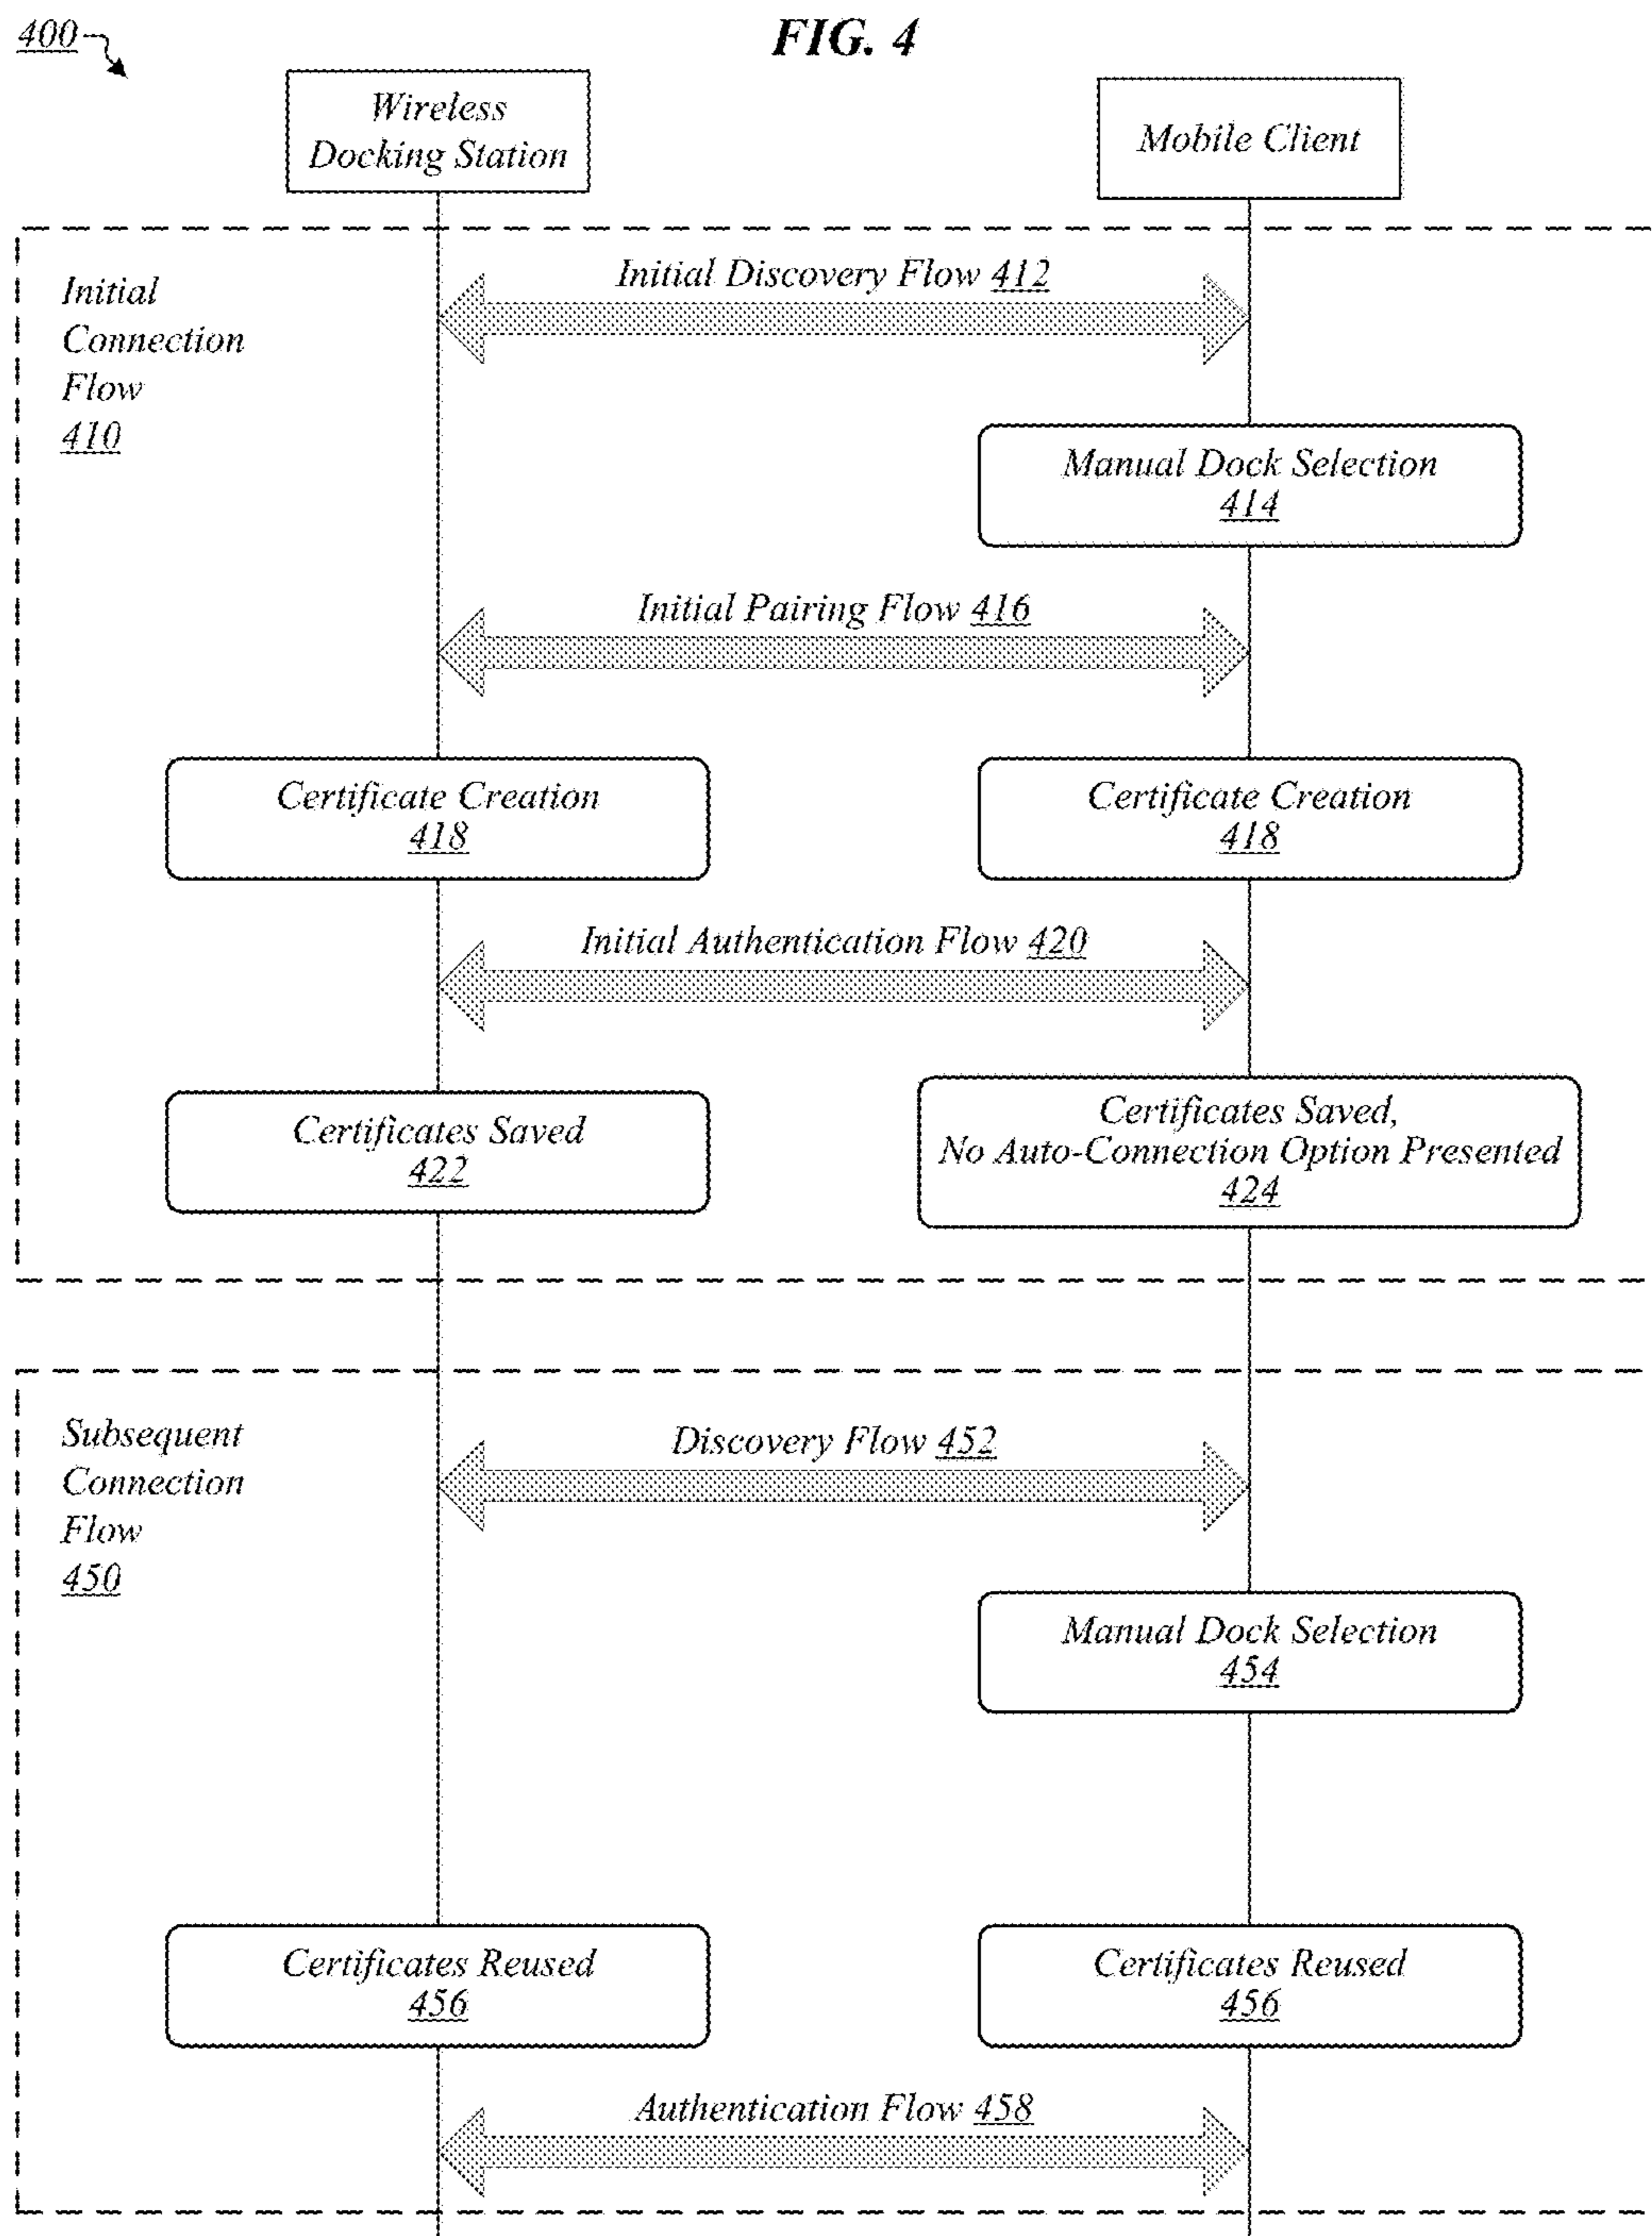 400
FIG. 4
Wireless
Docking Station
Mobile Client
Initial
Connection
Flow
410
Initial Discovery Flow 412
Manual Dock Selection
414
Initial Pairing Flow 416
Certificate Creation
418
Certificate Creation
418
Initial Authentication Flow 420
Certificates Saved
422
Certificates Saved,
No Auto-Connection Option Presented
424
Subsequent
Connection
Flow
450
Discovery Flow 452
Manual Dock Selection
454
Certificates Reused
456
Certificates Reused
456
Authentication Flow 458